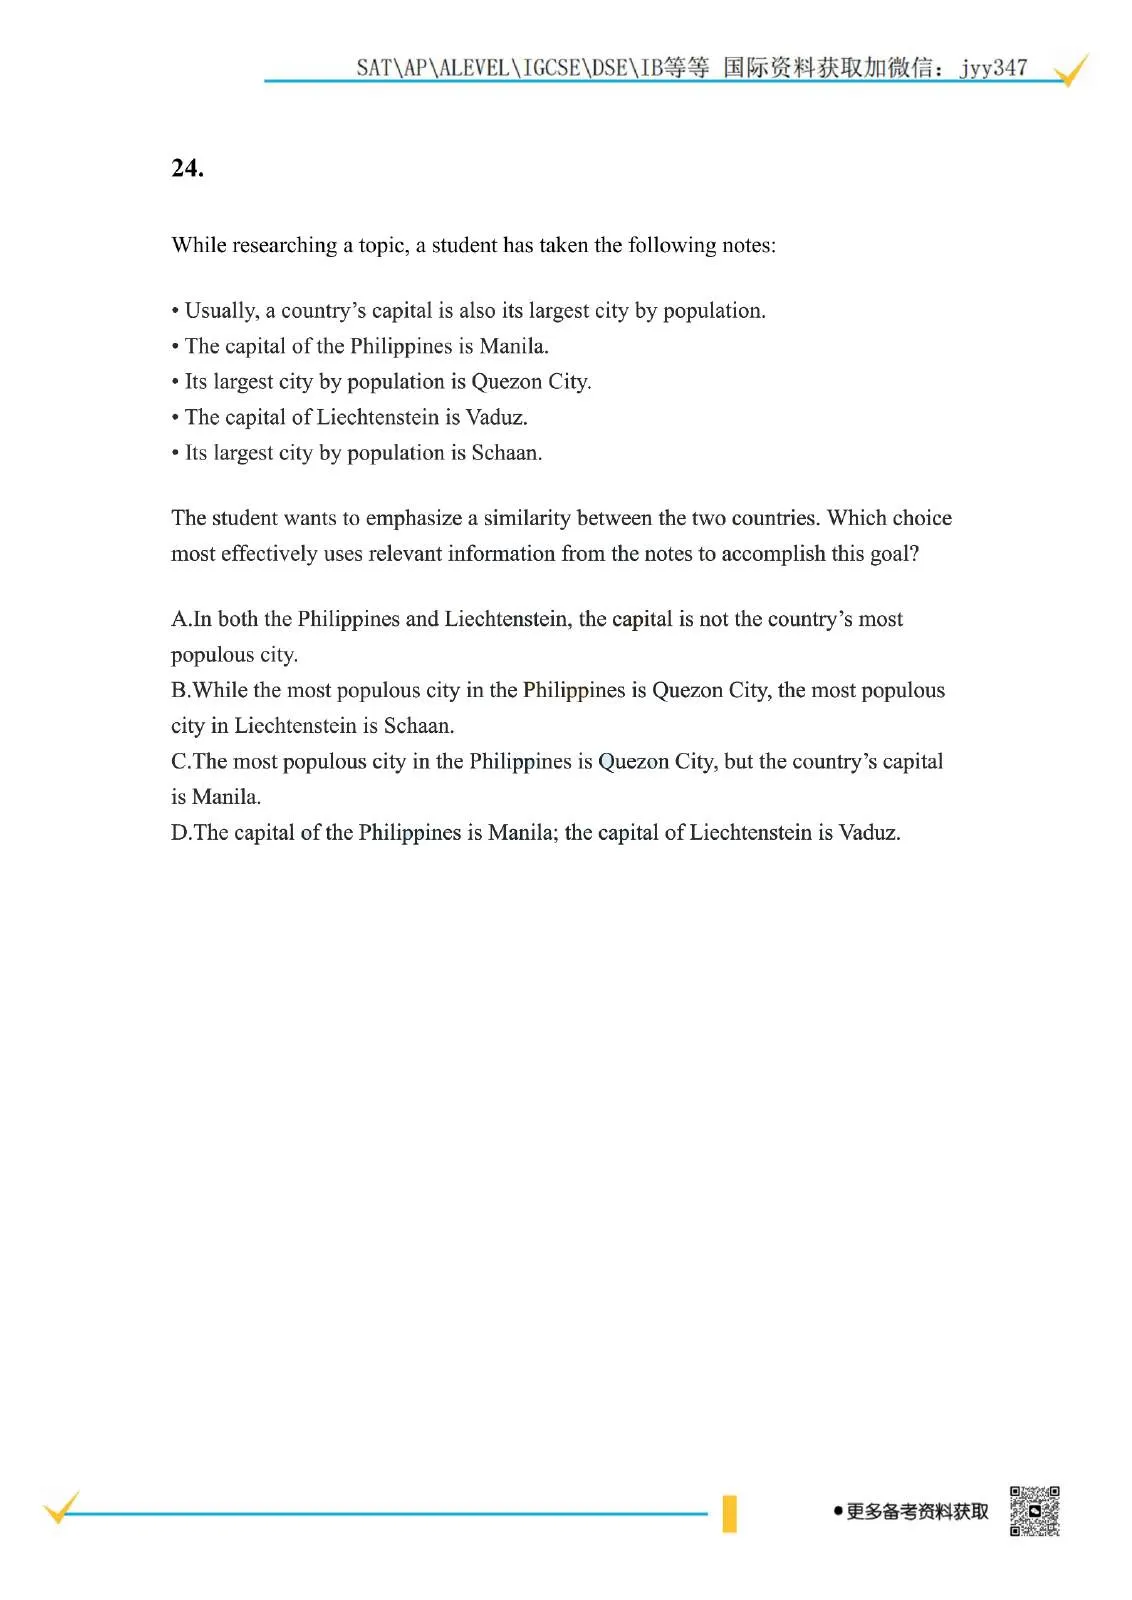 SAT\AP\ALEVEL\IGCSE\DSE\IB等等 国际资料获取加微信：jyy347
24.
While researching a topic, a student has taken the following notes:
• Usually, a country’s capital is also its largest city by population.
• The capital of the Philippines is Manila.
• Its largest city by population is Quezon City.
• The capital of Liechtenstein is Vaduz.
• Its largest city by population is Schaan.
The student wants to emphasize a similarity between the two countries. Which choice
most effectively uses relevant information from the notes to accomplish this goal?
A.In both the Philippines and Liechtenstein, the capital is not the country’s most
populous city.
B.While the most populous city in the Philippines is Quezon City, the most populous
city in Liechtenstein is Schaan.
C.The most populous city in the Philippines is Quezon City, but the country’s capital
is Manila.
D.The capital of the Philippines is Manila; the capital of Liechtenstein is Vaduz.
•更多备考资料获取